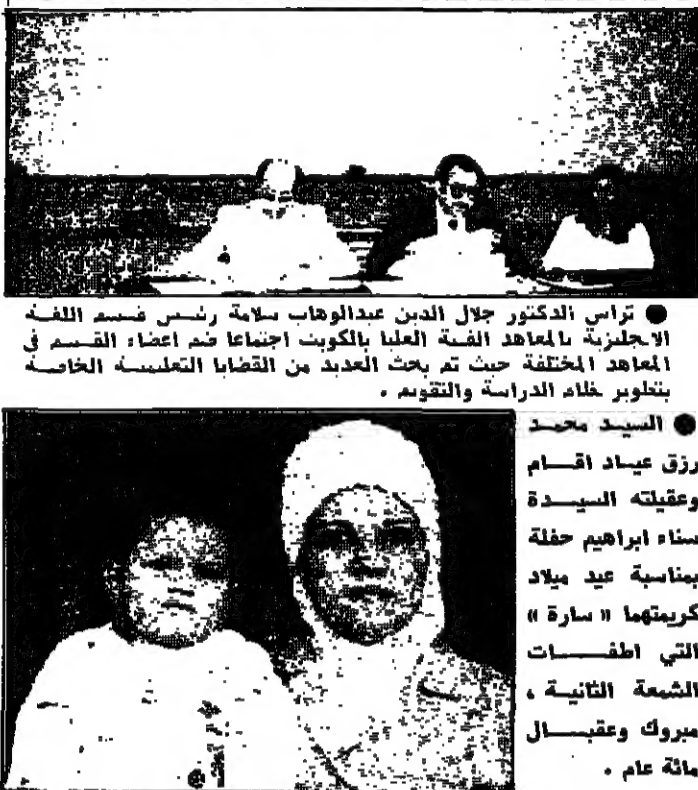 ● تراس الدكتور جلال الدين عبدالوهاب سلامة رئيس قسم اللغة
الانجليزية بالمعاهد الفنية العليا بالكويت اجتماعا ضم اعضاء القسم في
المعاهد المختلفة حيث تم بحث العديد من القضايا التعليمية الخاصة
بتطوير نظام الدراسة والتقويم .
● السيد محمد
رزق عياد اقام
وعقيلته السيدة
سناء ابراهيم حفلة
بمناسبة عيد ميلاد
كريمتهما « سارة »
التي اطفات
الشمعة الثانية ،
مبروك وعقبال
مائة عام .